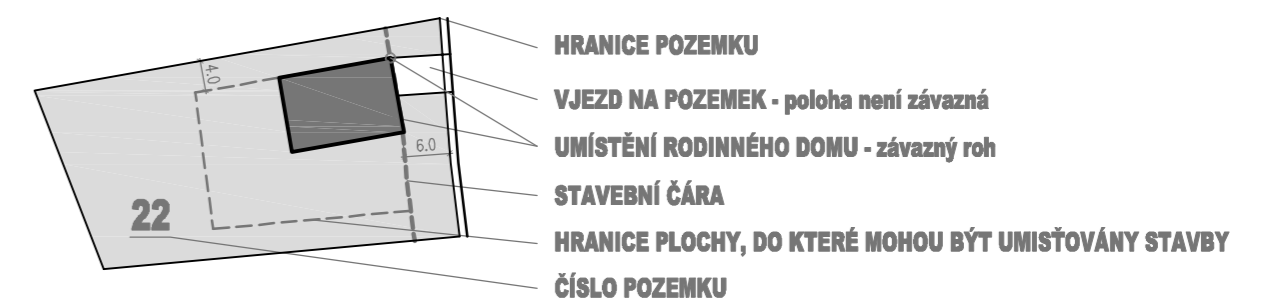 HRANICE POZEMKU
4.0
VJEZD NA POZEMEK - poloha není závazná
6.0
UMÍSTĚNÍ RODINNÉHO DOMU - závazný roh
STAVEBNÍ ČÁRA
22
HRANICE PLOCHY, DO KTERÉ MOHOU BÝT UMISŤOVÁNY STAVBY
ČÍSLO POZEMKU